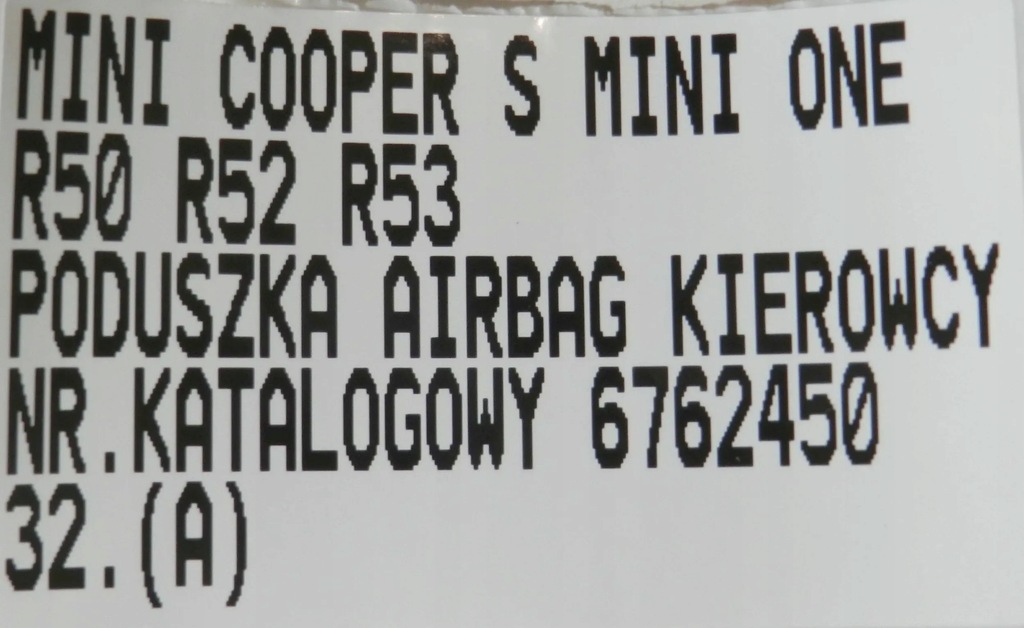 MINI COOPER S MINI ONE
R50 R52 R53
PODUSZKA AIRBAG KIEROWCY
NR.KATALOGOWY 6762450
32.(A)